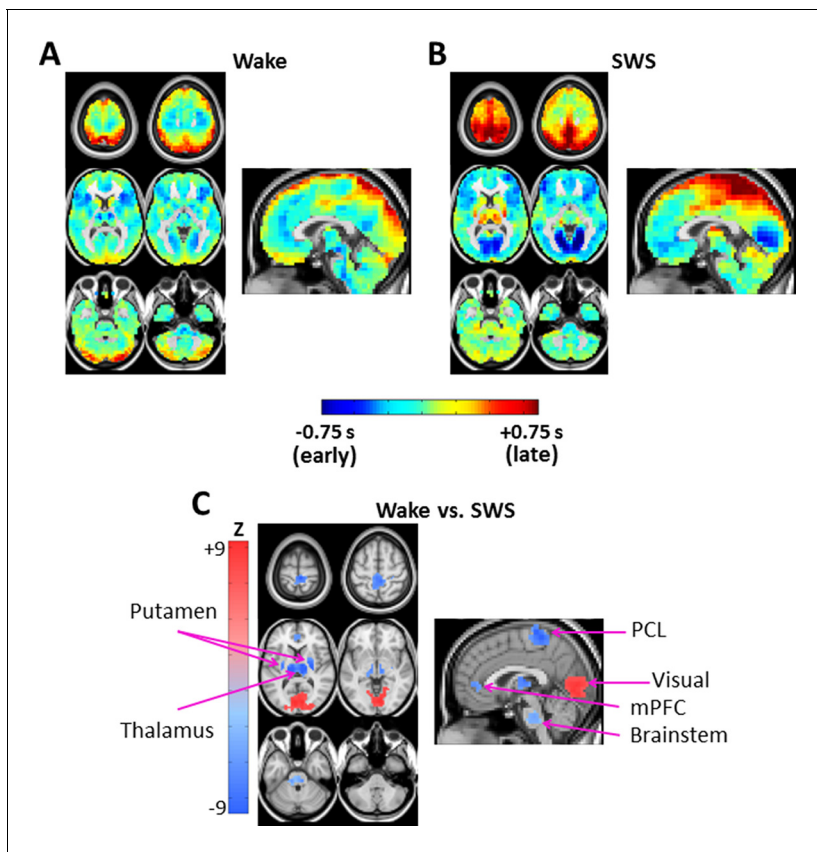 A
Wake
B
SWS
-0.75 s
(early)
+0.75 s
(late)
C
Wake vs. SWS
Z
+9
-9
Putamen
Thalamus
PCL
Visual
mPFC
Brainstem